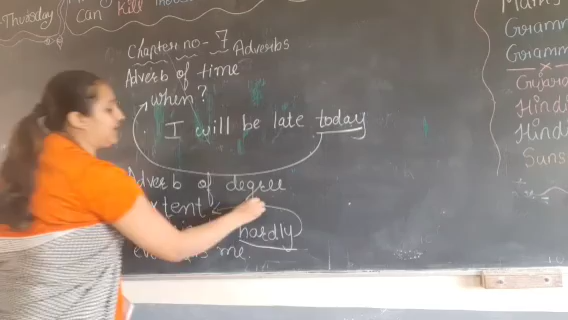 Thursday
Can Kill
Chapter no- 7 Adverbs
Adverb of time
when?
I will be late today
Adverb of degree
extent
hardly
me.
Gramm
Gramm
Gujara
Hindi
Hindi
Sans